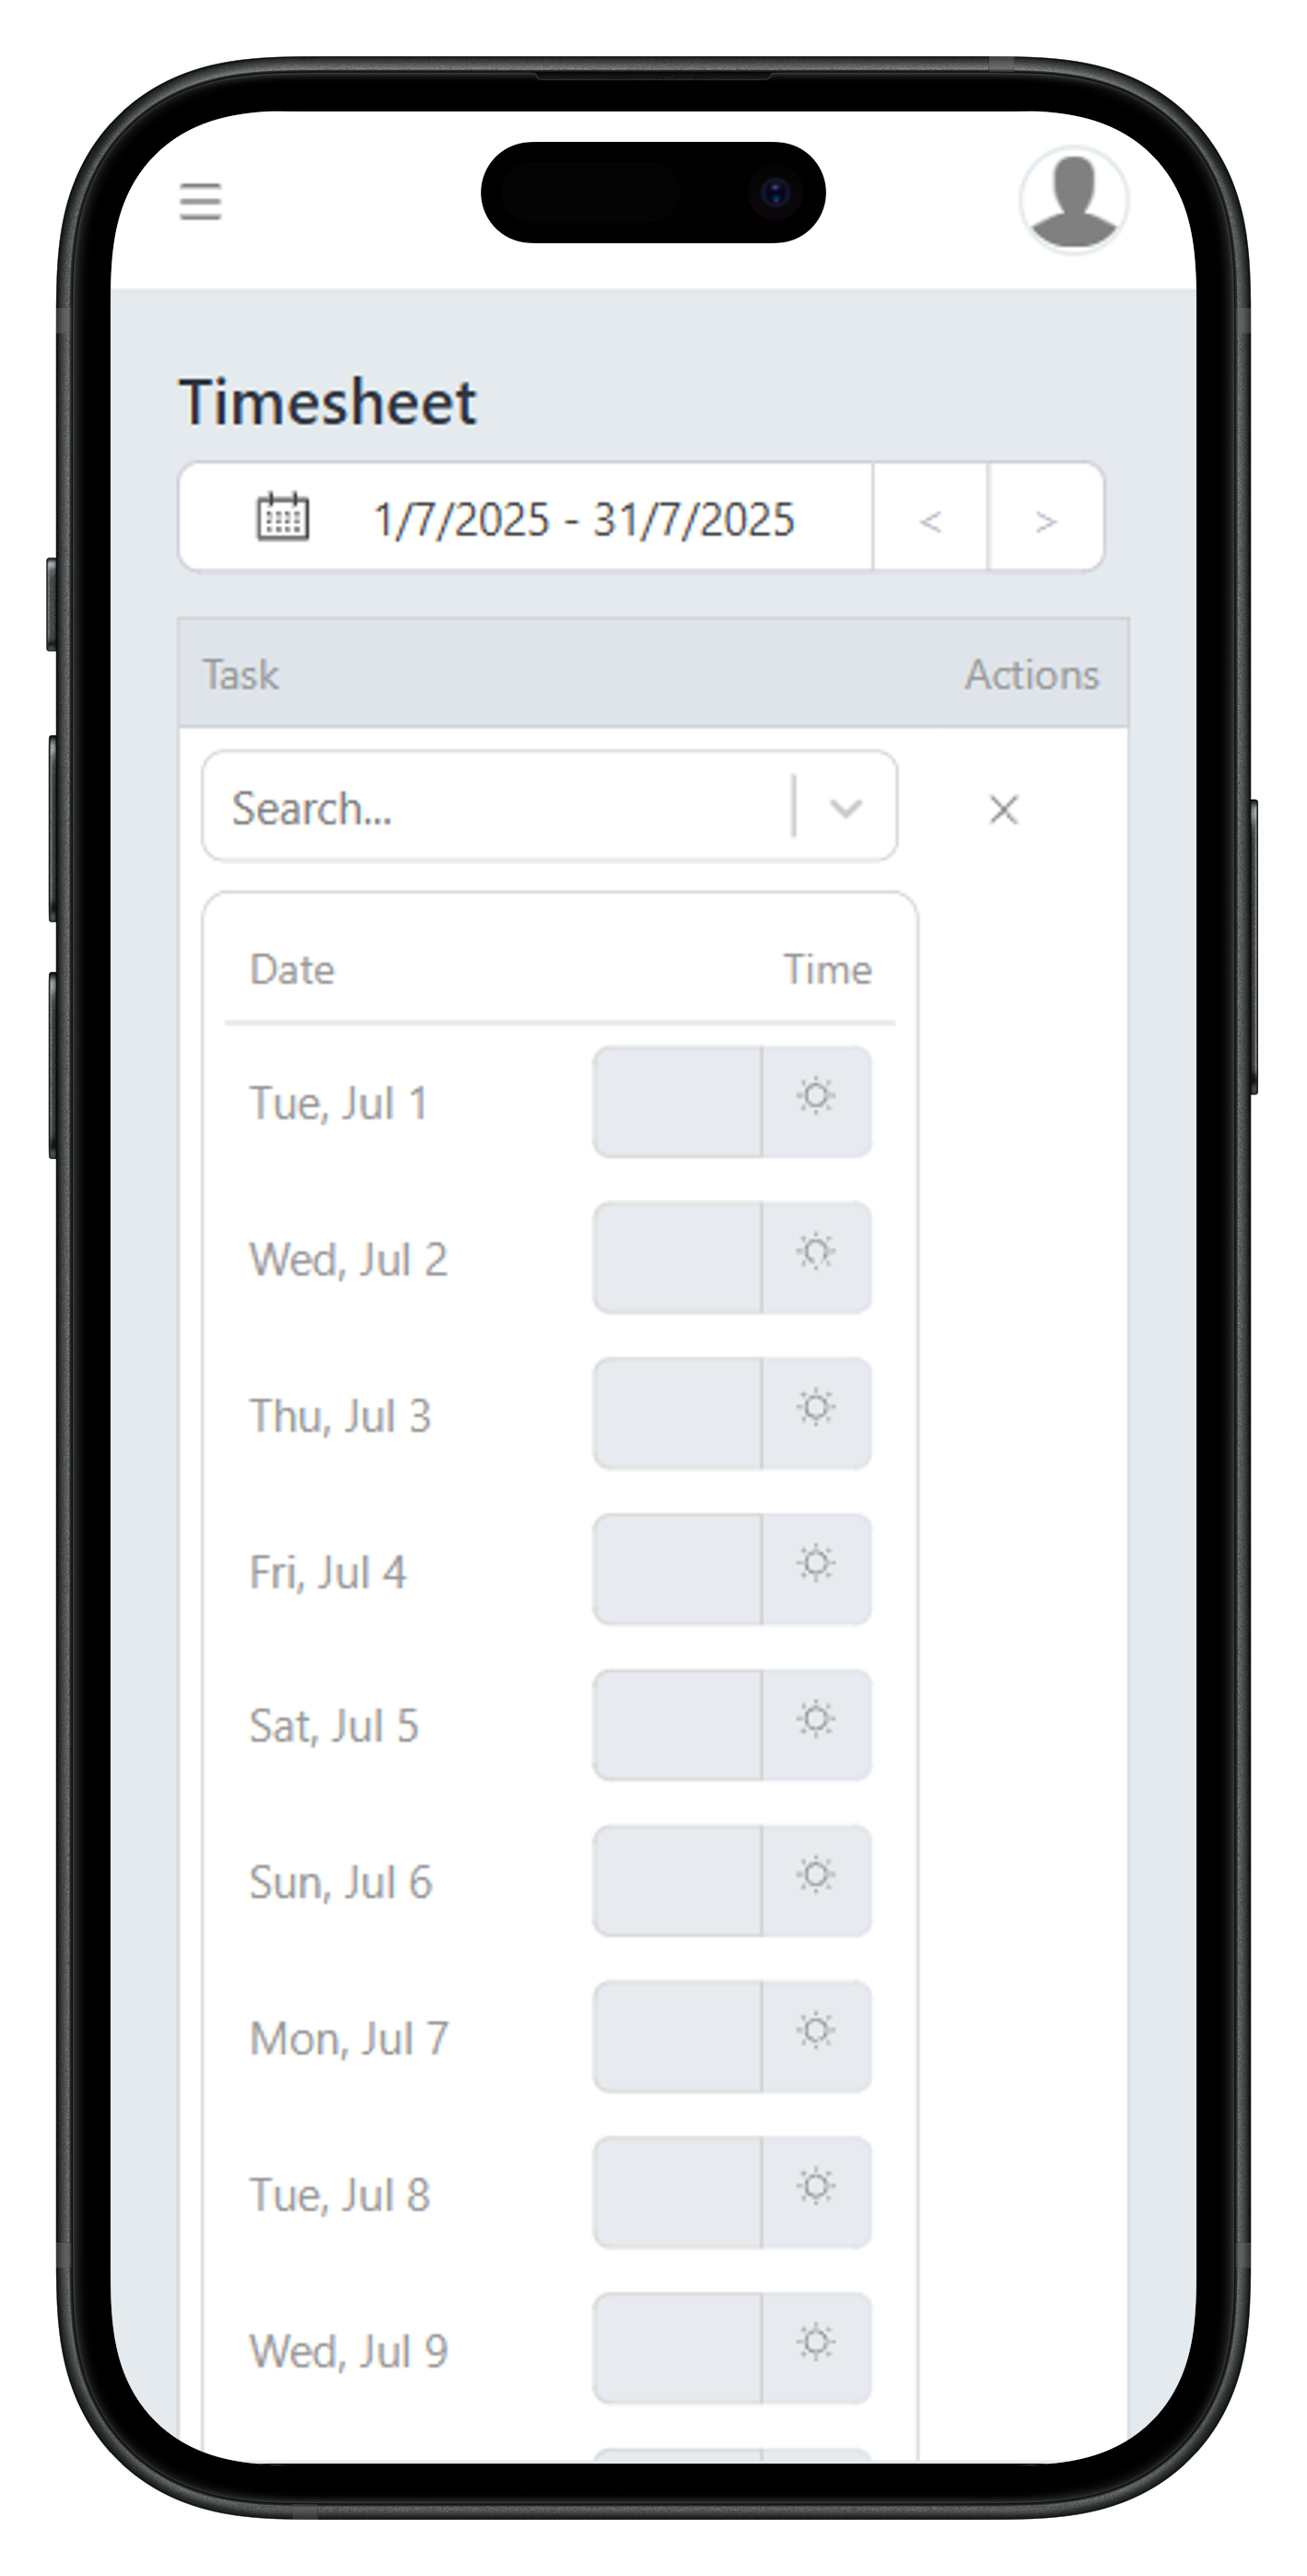 Timesheet
1/7/2025 - 31/7/2025 < >
Task Actions
Search...
Date Time
Tue, Jul 1
Wed, Jul 2
Thu, Jul 3
Fri, Jul 4
Sat, Jul 5
Sun, Jul 6
Mon, Jul 7
Tue, Jul 8
Wed, Jul 9